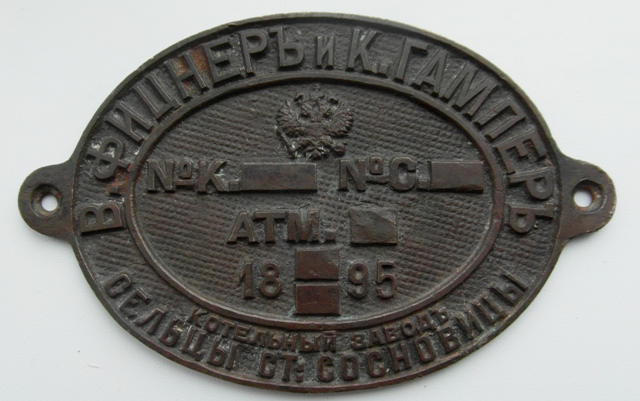 В. ФИЦНЕРЪ и К. ГАМПЕРЪ
№К. №С.
АТМ.
18 95
КОТЕЛЬНЫЙ ЗАВОДЪ
СЕЛЬЦЫ СТ: СОСНОВИЦЫ